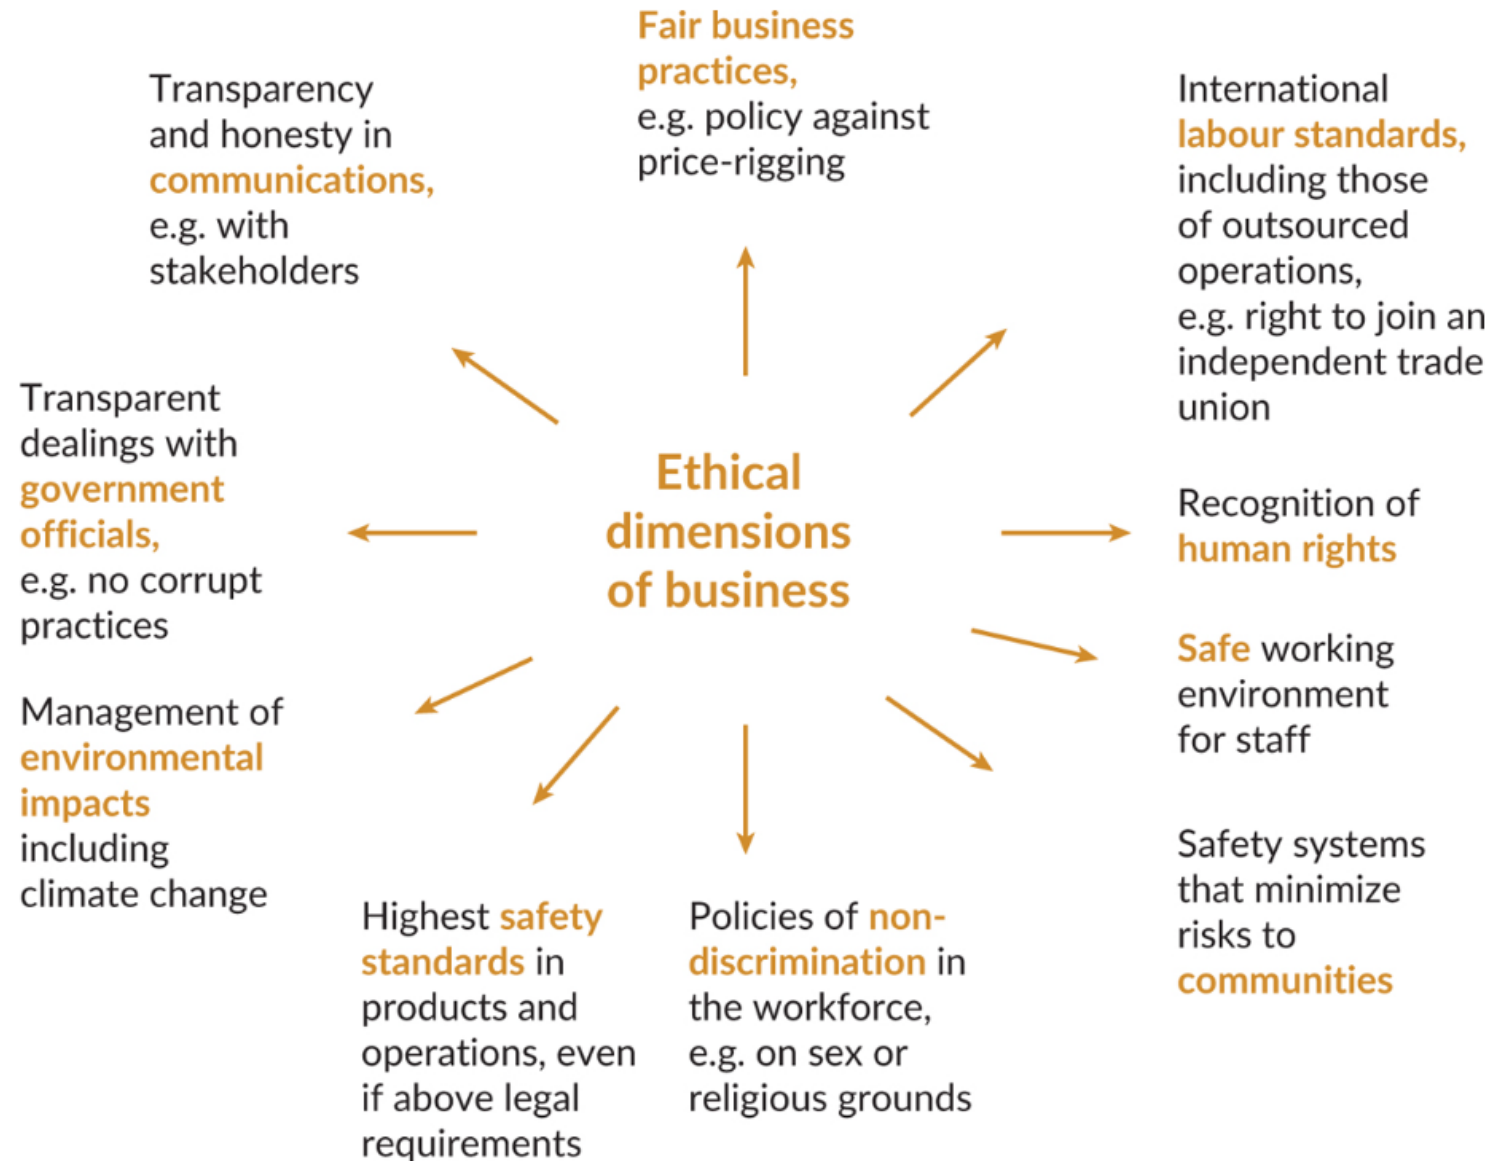 Fair business
practices,
e.g. policy against
price-rigging
International
labour standards,
including those
of outsourced
operations,
e.g. right to join an
independent trade
union
Recognition of
human rights
Safe working
environment
for staff
Safety systems
that minimize
risks to
communities
Policies of non-
discrimination in
the workforce,
e.g. on sex or
religious grounds
Highest safety
standards in
products and
operations, even
if above legal
requirements
Management of
environmental
impacts
including
climate change
Transparent
dealings with
government
officials,
e.g. no corrupt
practices
Transparency
and honesty in
communications,
e.g. with
stakeholders
Ethical
dimensions
of business